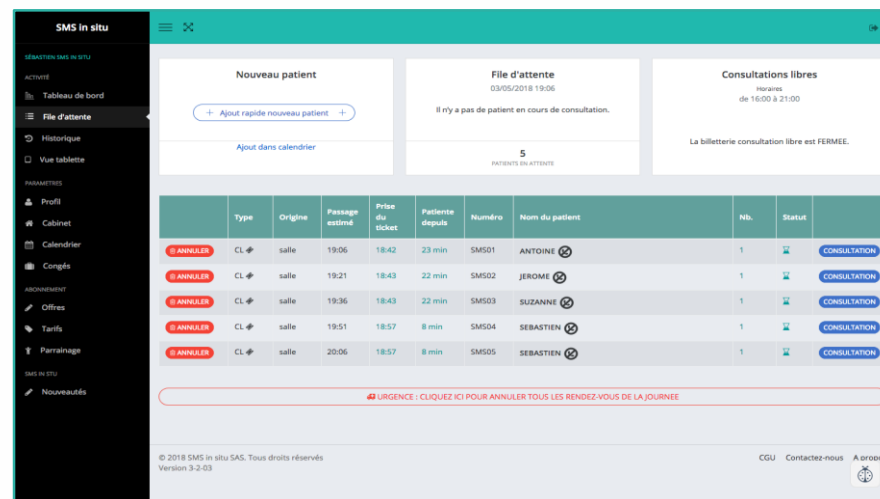 SMS in situ
SÉBASTIEN SMS IN SITU
ACTIVITÉ
Tableau de bord
File d'attente
Historique
Vue tablette
PARAMETRES
Profil
Cabinet
Calendrier
Congés
ABONNEMENT
Offres
Tarifs
Parrainage
SMS IN STU
Nouveautés
Nouveau patient
+ Ajout rapide nouveau patient +
Ajout dans calendrier
File d'attente
03/05/2018 19:06
Il n'y a pas de patient en cours de consultation.
5
PATIENTS EN ATTENTE
Consultations libres
Horaires
de 16:00 à 21:00
La billetterie consultation libre est FERMEE.
Type Origine Passage estimé Prise du ticket Patiente depuis Numéro Nom du patient Nb. Statut
ANNULER CL salle 19:06 18:42 23 min SMS01 ANTOINE 1 CONSULTATION
ANNULER CL salle 19:21 18:43 22 min SMS02 JEROME 1 CONSULTATION
ANNULER CL salle 19:36 18:43 22 min SMS03 SUZANNE 1 CONSULTATION
ANNULER CL salle 19:51 18:57 8 min SMS04 SEBASTIEN 1 CONSULTATION
ANNULER CL salle 20:06 18:57 8 min SMS05 SEBASTIEN 1 CONSULTATION
URGENCE : CLIQUEZ ICI POUR ANNULER TOUS LES RENDEZ-VOUS DE LA JOURNEE
© 2018 SMS in situ SAS. Tous droits réservés
Version 3-2-03
CGU Contactez-nous A propo